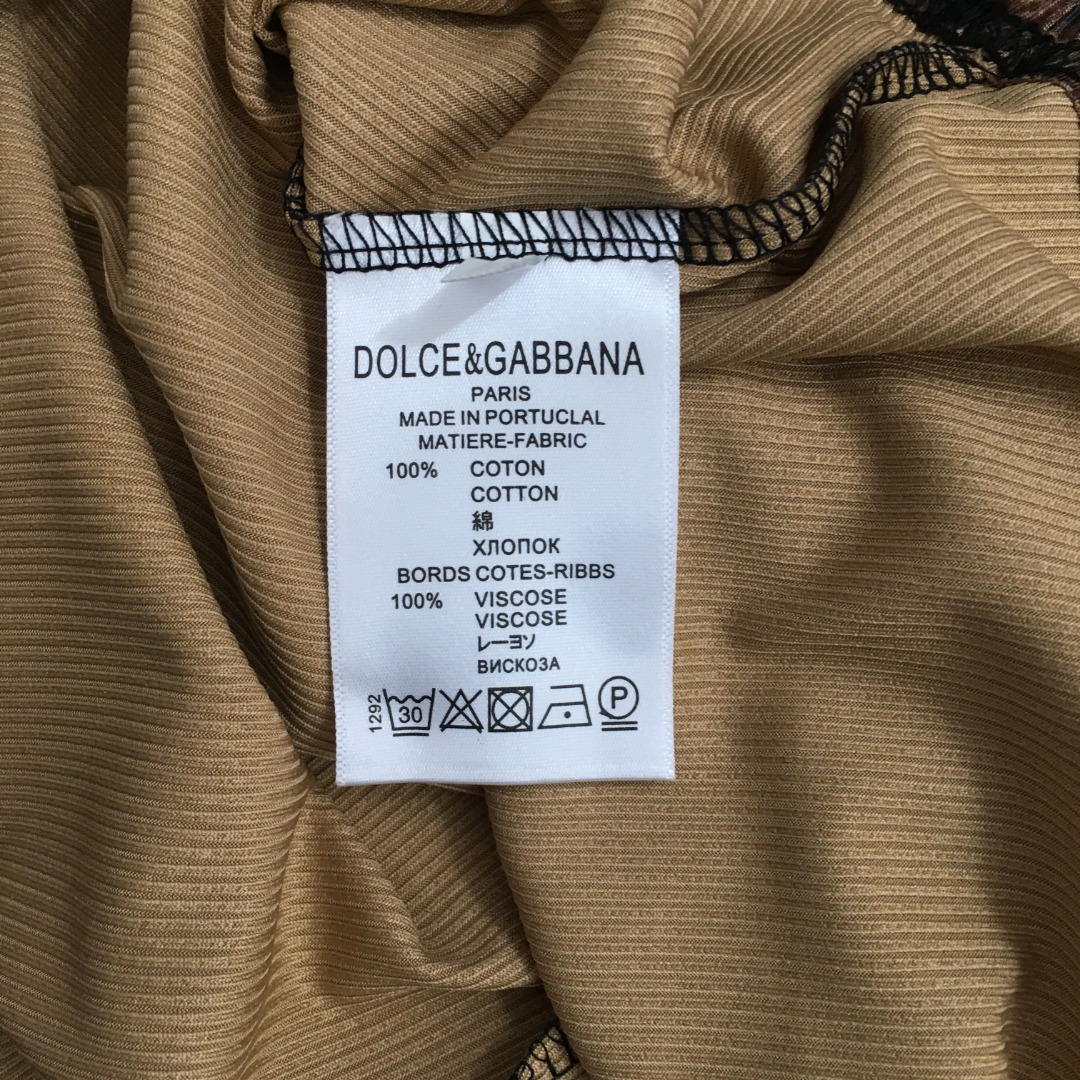 DOLCE&GABBANA
PARIS
MADE IN PORTUCLAL
MATIERE-FABRIC
100% COTON
COTTON
綿
ХЛОПОК
BORDS COTES-RIBBS
100% VISCOSE
VISCOSE
レーヨソ
ВИСКОЗА
1292 30 P